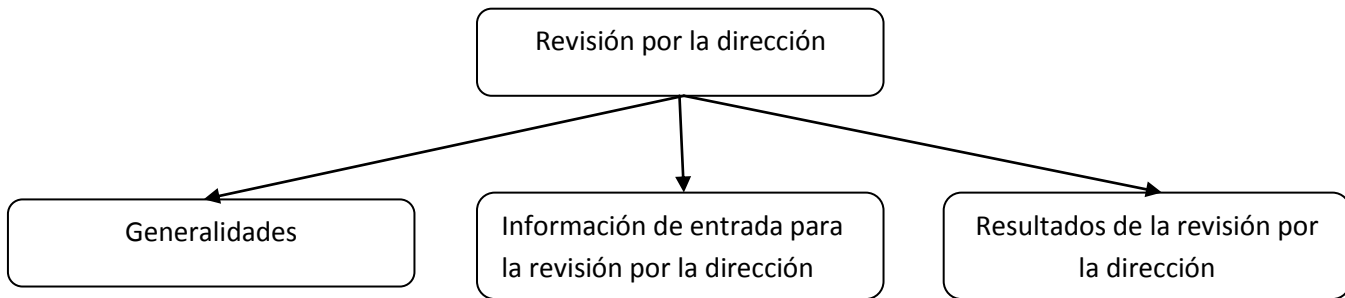 Revisión por la dirección
Generalidades
Información de entrada para
la revisión por la dirección
Resultados de la revisión por
la dirección